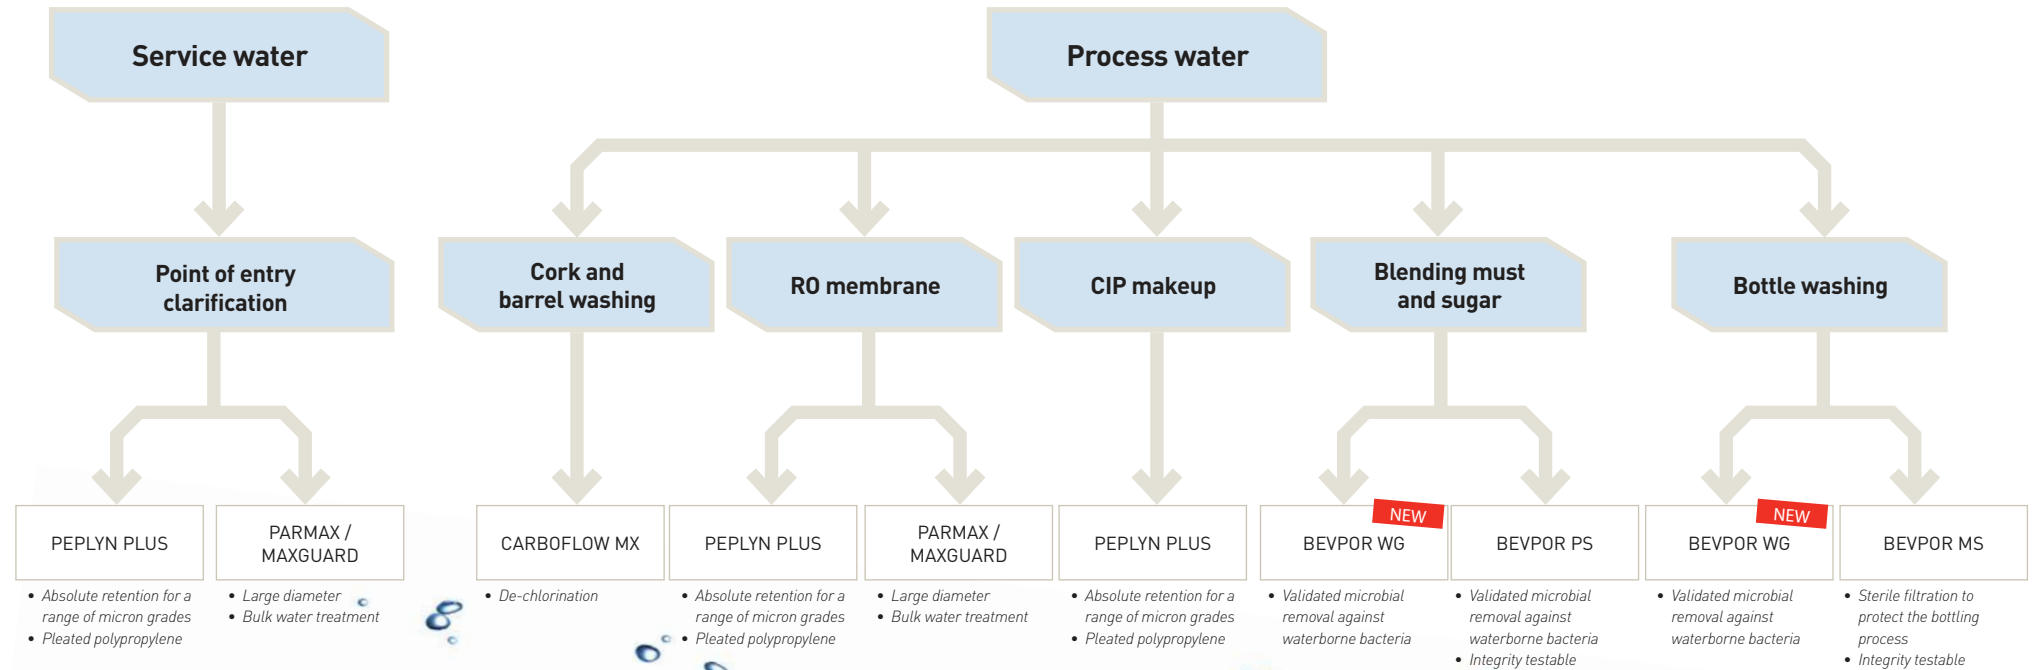 Service water
Process water
Point of entry
clarification
Cork and
barrel washing
RO membrane
CIP makeup
Blending must
and sugar
Bottle washing
PEPLYN PLUS
• Absolute retention for a
range of micron grades
• Pleated polypropylene
PARMAX /
MAXGUARD
• Large diameter
• Bulk water treatment
CARBOFLOW MX
• De-chlorination
PEPLYN PLUS
• Absolute retention for a
range of micron grades
• Pleated polypropylene
PARMAX /
MAXGUARD
• Large diameter
• Bulk water treatment
PEPLYN PLUS
• Absolute retention for a
range of micron grades
• Pleated polypropylene
NEW
BEVPOR WG
• Validated microbial
removal against
waterborne bacteria
BEVPOR PS
• Validated microbial
removal against
waterborne bacteria
• Integrity testable
NEW
BEVPOR WG
• Validated microbial
removal against
waterborne bacteria
BEVPOR MS
• Sterile filtration to
protect the bottling
process
• Integrity testable